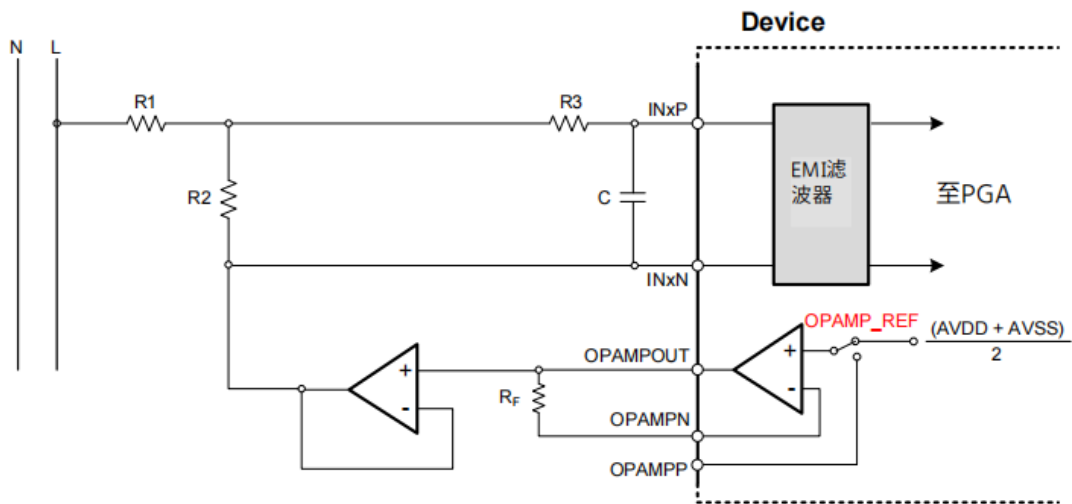 Device
N L
R1
R3
INxP
R2
C
EMI滤
波器
至PGA
INxN
OPAMP_REF
(AVDD + AVSS)
2
OPAMPOUT
+
-
+
-
RF
OPAMPN
OPAMPP